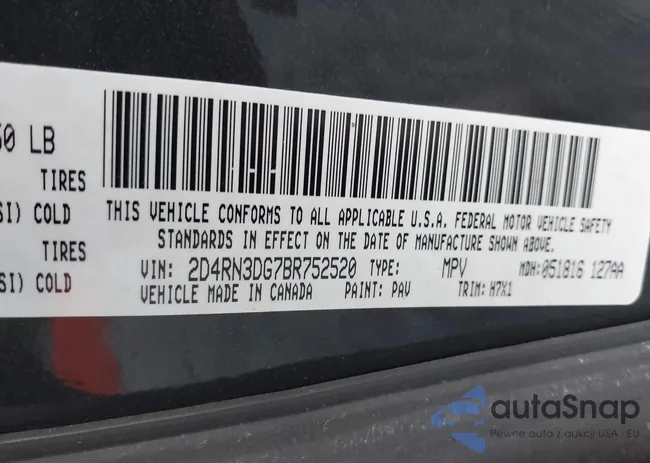 50 LB
TIRES
SI) COLD
TIRES
SI) COLD
THIS VEHICLE CONFORMS TO ALL APPLICABLE U.S.A. FEDERAL MOTOR VEHICLE SAFETY
STANDARDS IN EFFECT ON THE DATE OF MANUFACTURE SHOWN ABOVE.
VIN: 2D4RN3DG7BR752520 TYPE: MPV MDH: 051816 127AA
VEHICLE MADE IN CANADA PAINT: PAV TRIM: H7X1
autaSnap
Pewne auta z aukcji USA - EU